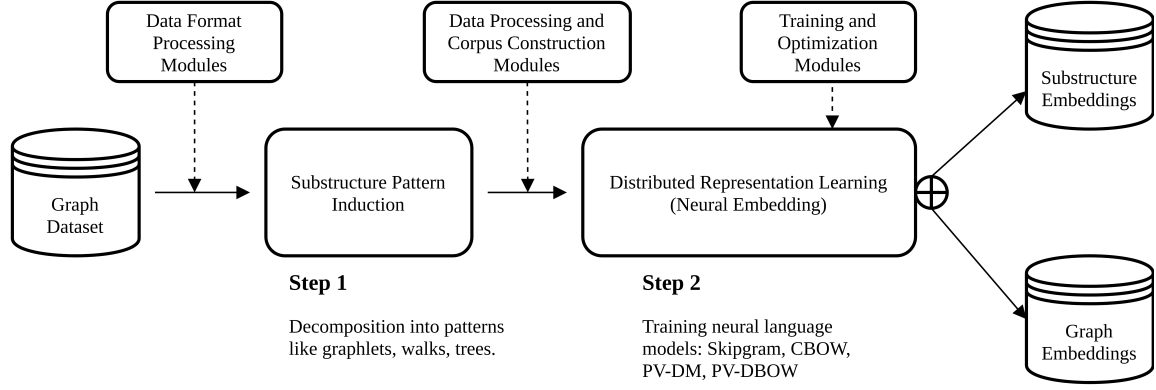 Data Format
Processing
Modules
Data Processing and
Corpus Construction
Modules
Training and
Optimization
Modules
Substructure
Embeddings
Graph
Dataset
Substructure Pattern
Induction
Distributed Representation Learning
(Neural Embedding)
Step 1
Decomposition into patterns
like graphlets, walks, trees.
Step 2
Training neural language
models: Skipgram, CBOW,
PV-DM, PV-DBOW
Graph
Embeddings